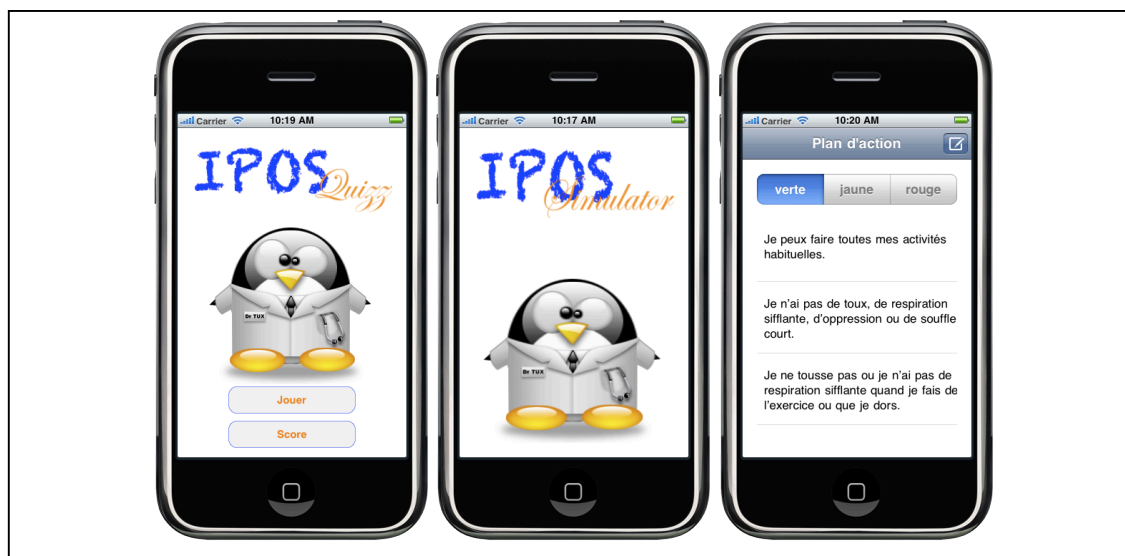 Carrier 10:19 AM
IPOS
Quizz
Dr TUX
Jouer
Score
Carrier 10:17 AM
IPOS
Simulator
Dr TUX
Carrier 10:20 AM
Plan d'action
verte jaune rouge
Je peux faire toutes mes activités
habituelles.
Je n'ai pas de toux, de respiration
sifflante, d'oppression ou de souffle
court.
Je ne tousse pas ou je n'ai pas de
respiration sifflante quand je fais de
l'exercice ou que je dors.